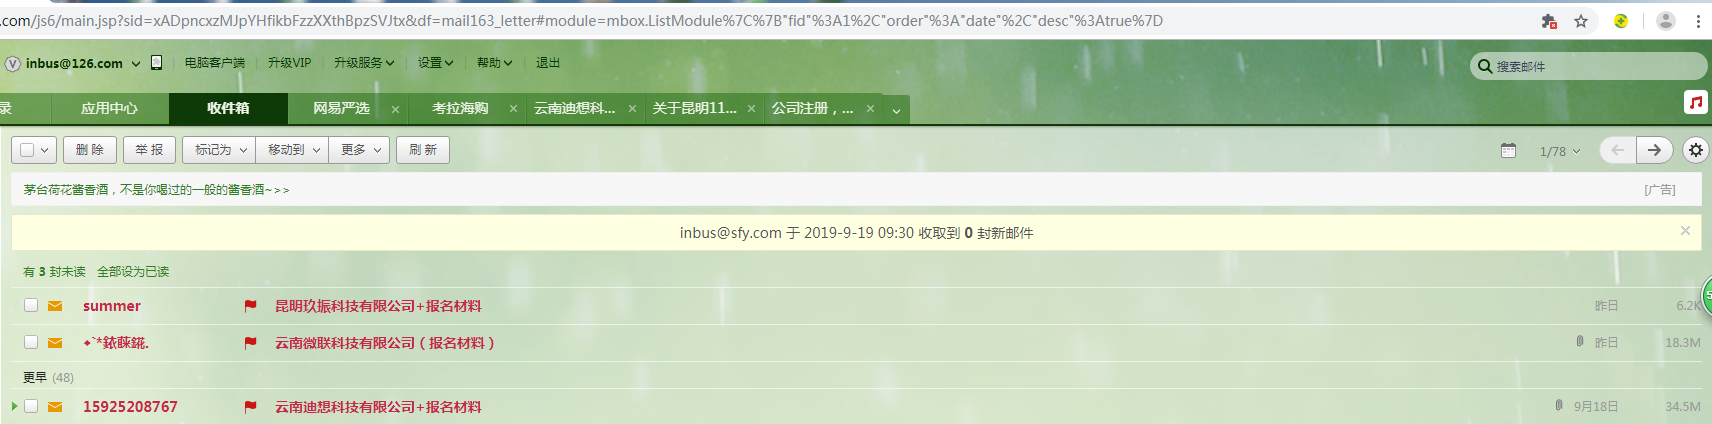 .com/js6/main.jsp?sid=xADpncxzMJpYHfikbFzzXXthBpzSVJtx&df=mail163_letter#module=mbox.ListModule%7C%7B"fid"%3A1%2C"order"%3A"date"%2C"desc"%3Atrue%7D
inbus@126.com 电脑客户端 升级VIP 升级服务 设置 帮助 退出 搜索邮件
录 应用中心 收件箱 网易严选 × 考拉海购 × 云南迪想科... × 关于昆明11... × 公司注册，... ×
删 除 举 报 标记为 移动到 更多 刷 新 1/78
茅台荷花酱香酒，不是你喝过的一般的酱香酒~>> [广告]
inbus@sfy.com 于 2019-9-19 09:30 收取到 0 封新邮件 ×
有 3 封未读 全部设为已读
summer 昆明玖振科技有限公司+报名材料 昨日 6.2K
云南微联科技有限公司（报名材料） 昨日 18.3M
更早 (48)
15925208767 云南迪想科技有限公司+报名材料 9月18日 34.5M